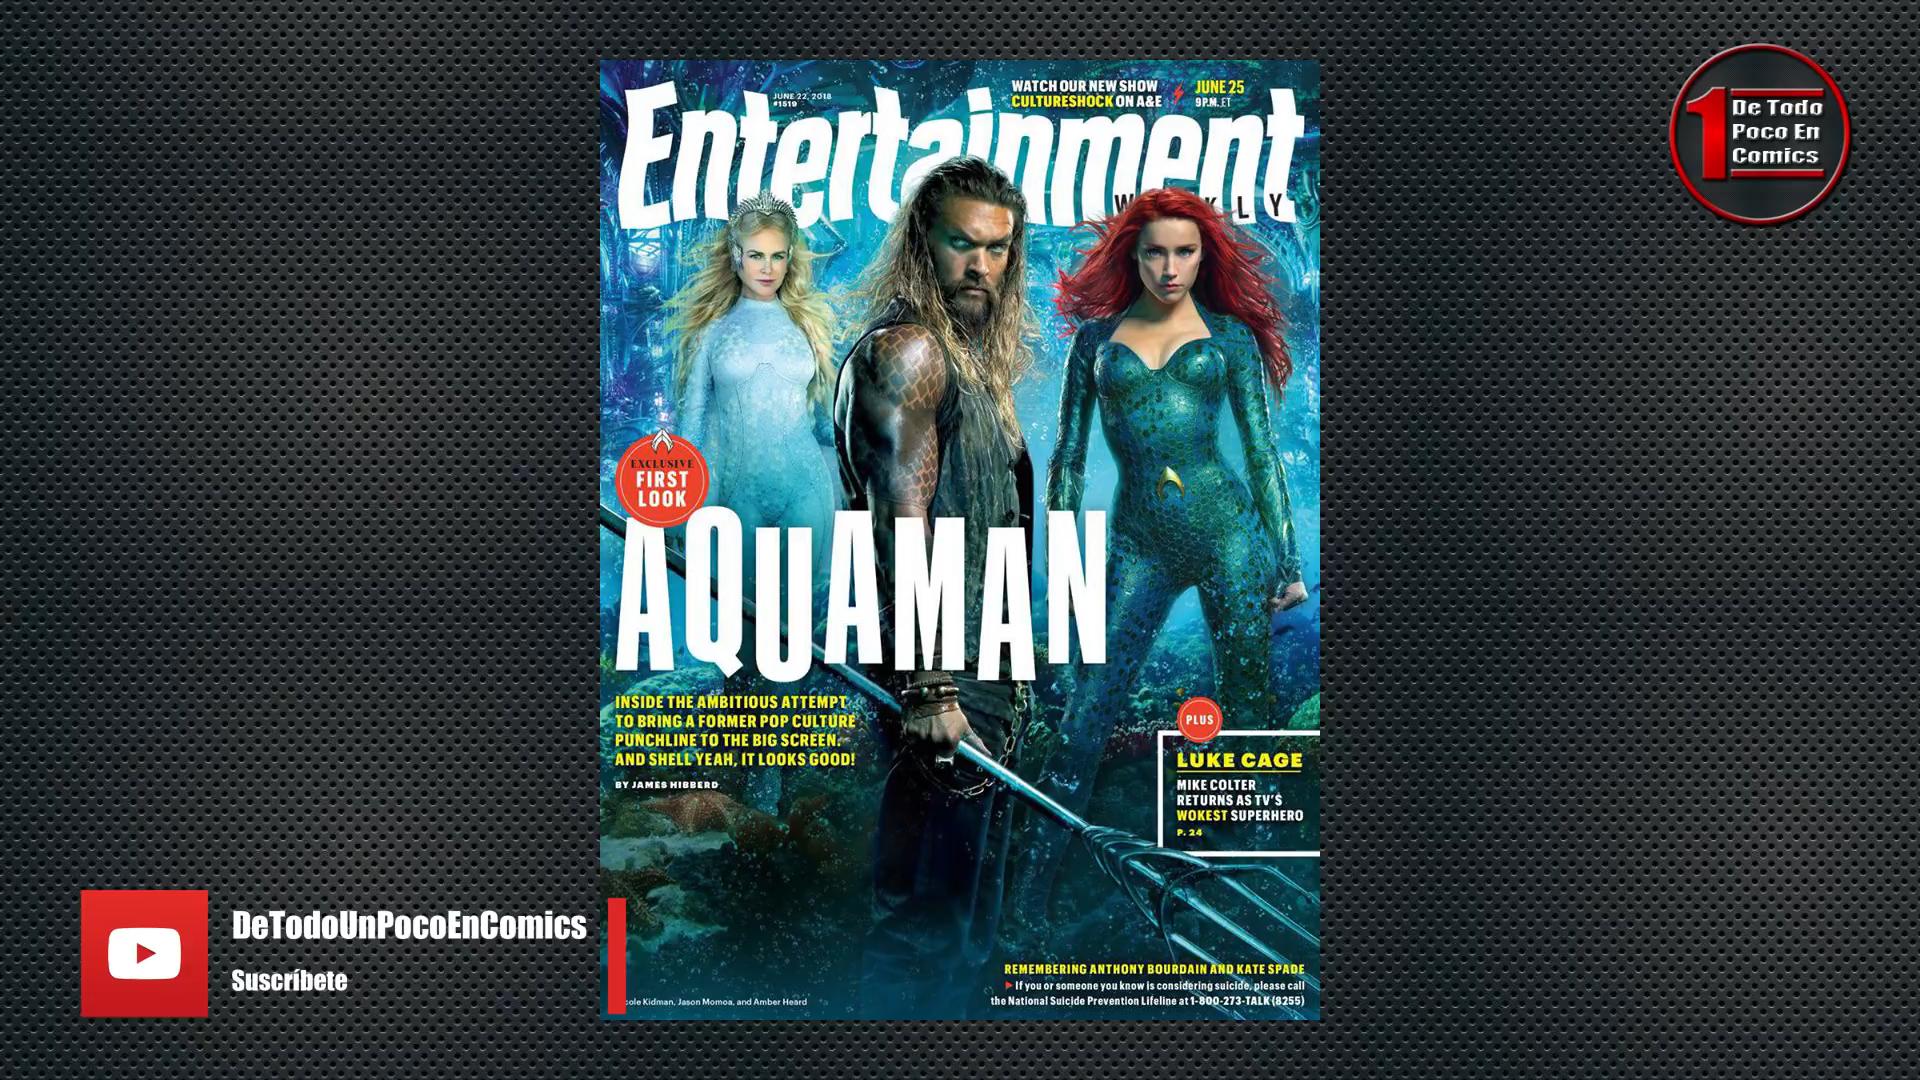 JUNE 22, 2018
#1519
WATCH OUR NEW SHOW
CULTURESHOCK ON A&E
JUNE 25
9 P.M. ET
Entertainment
De Todo
1 Poco En
Comics
EXCLUSIVE
FIRST
LOOK
AQUAMAN
INSIDE THE AMBITIOUS ATTEMPT
TO BRING A FORMER POP CULTURE
PUNCHLINE TO THE BIG SCREEN.
AND SHELL YEAH, IT LOOKS GOOD!
BY JAMES HIBBERD
PLUS
LUKE CAGE
MIKE COLTER
RETURNS AS TV'S
WOKEST SUPERHERO
P. 24
DeTodoUnPocoEnComics
Suscríbete
cole Kidman, Jason Momoa, and Amber Heard
REMEMBERING ANTHONY BOURDAIN AND KATE SPADE
If you or someone you know is considering suicide, please call
the National Suicide Prevention Lifeline at 1-800-273-TALK (8255)